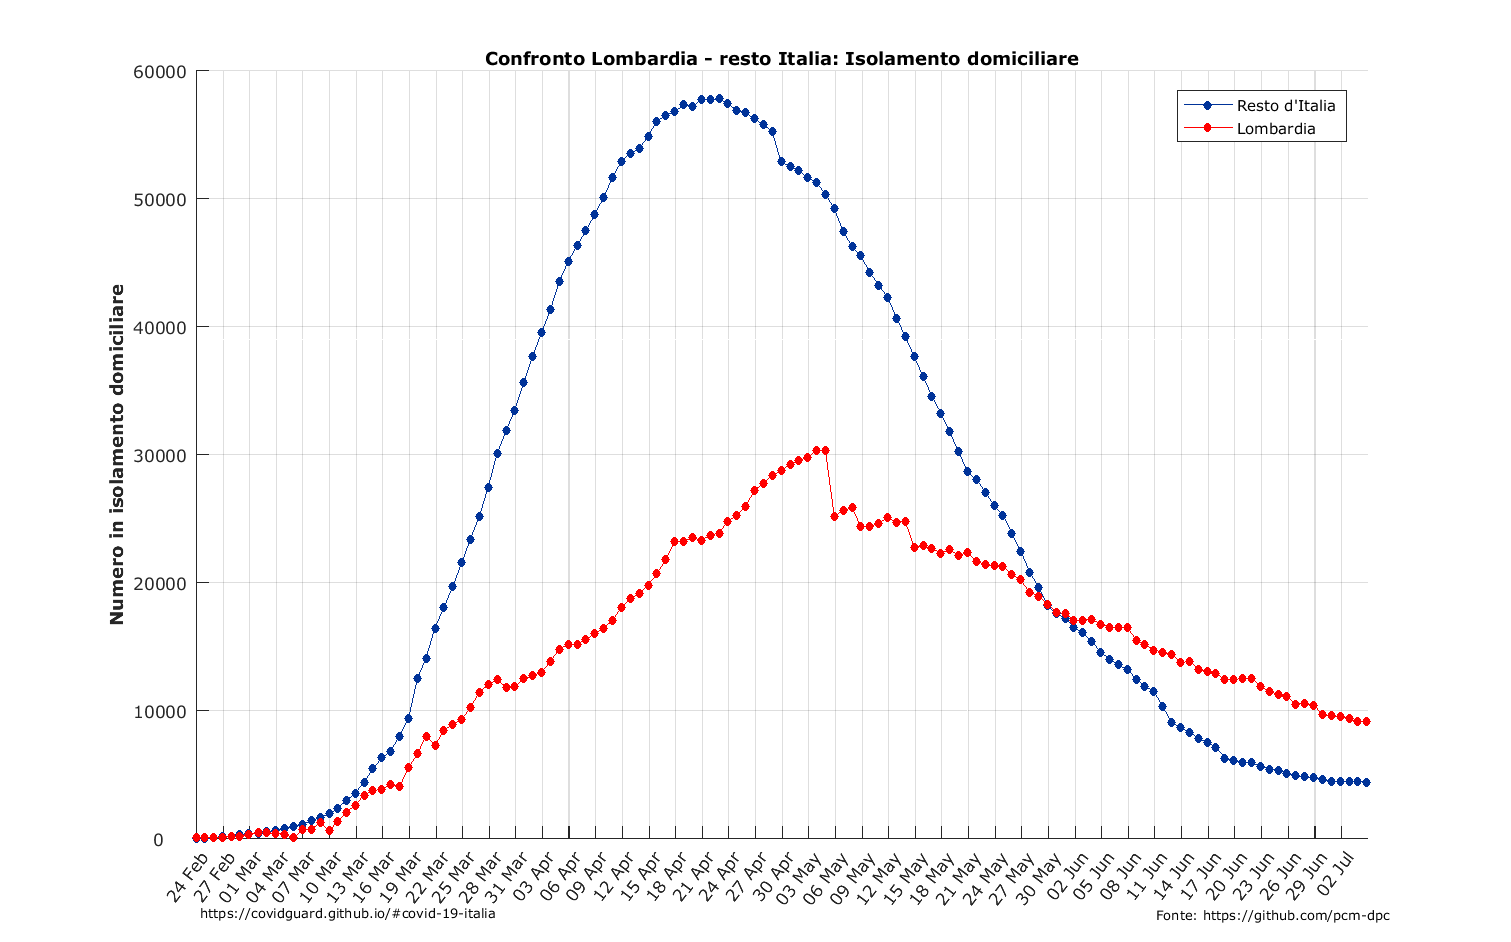 Confronto Lombardia - resto Italia: Isolamento domiciliare
Numero in isolamento domiciliare
60000
50000
40000
30000
20000
10000
0
Resto d'Italia
Lombardia
24 Feb
27 Feb
01 Mar
04 Mar
07 Mar
10 Mar
13 Mar
16 Mar
19 Mar
22 Mar
25 Mar
28 Mar
31 Mar
03 Apr
06 Apr
09 Apr
12 Apr
15 Apr
18 Apr
21 Apr
24 Apr
27 Apr
30 Apr
03 May
06 May
09 May
12 May
15 May
18 May
21 May
24 May
27 May
30 May
02 Jun
05 Jun
08 Jun
11 Jun
14 Jun
17 Jun
20 Jun
23 Jun
26 Jun
29 Jun
02 Jul
https://covidguard.github.io/#covid-19-italia
Fonte: https://github.com/pcm-dpc